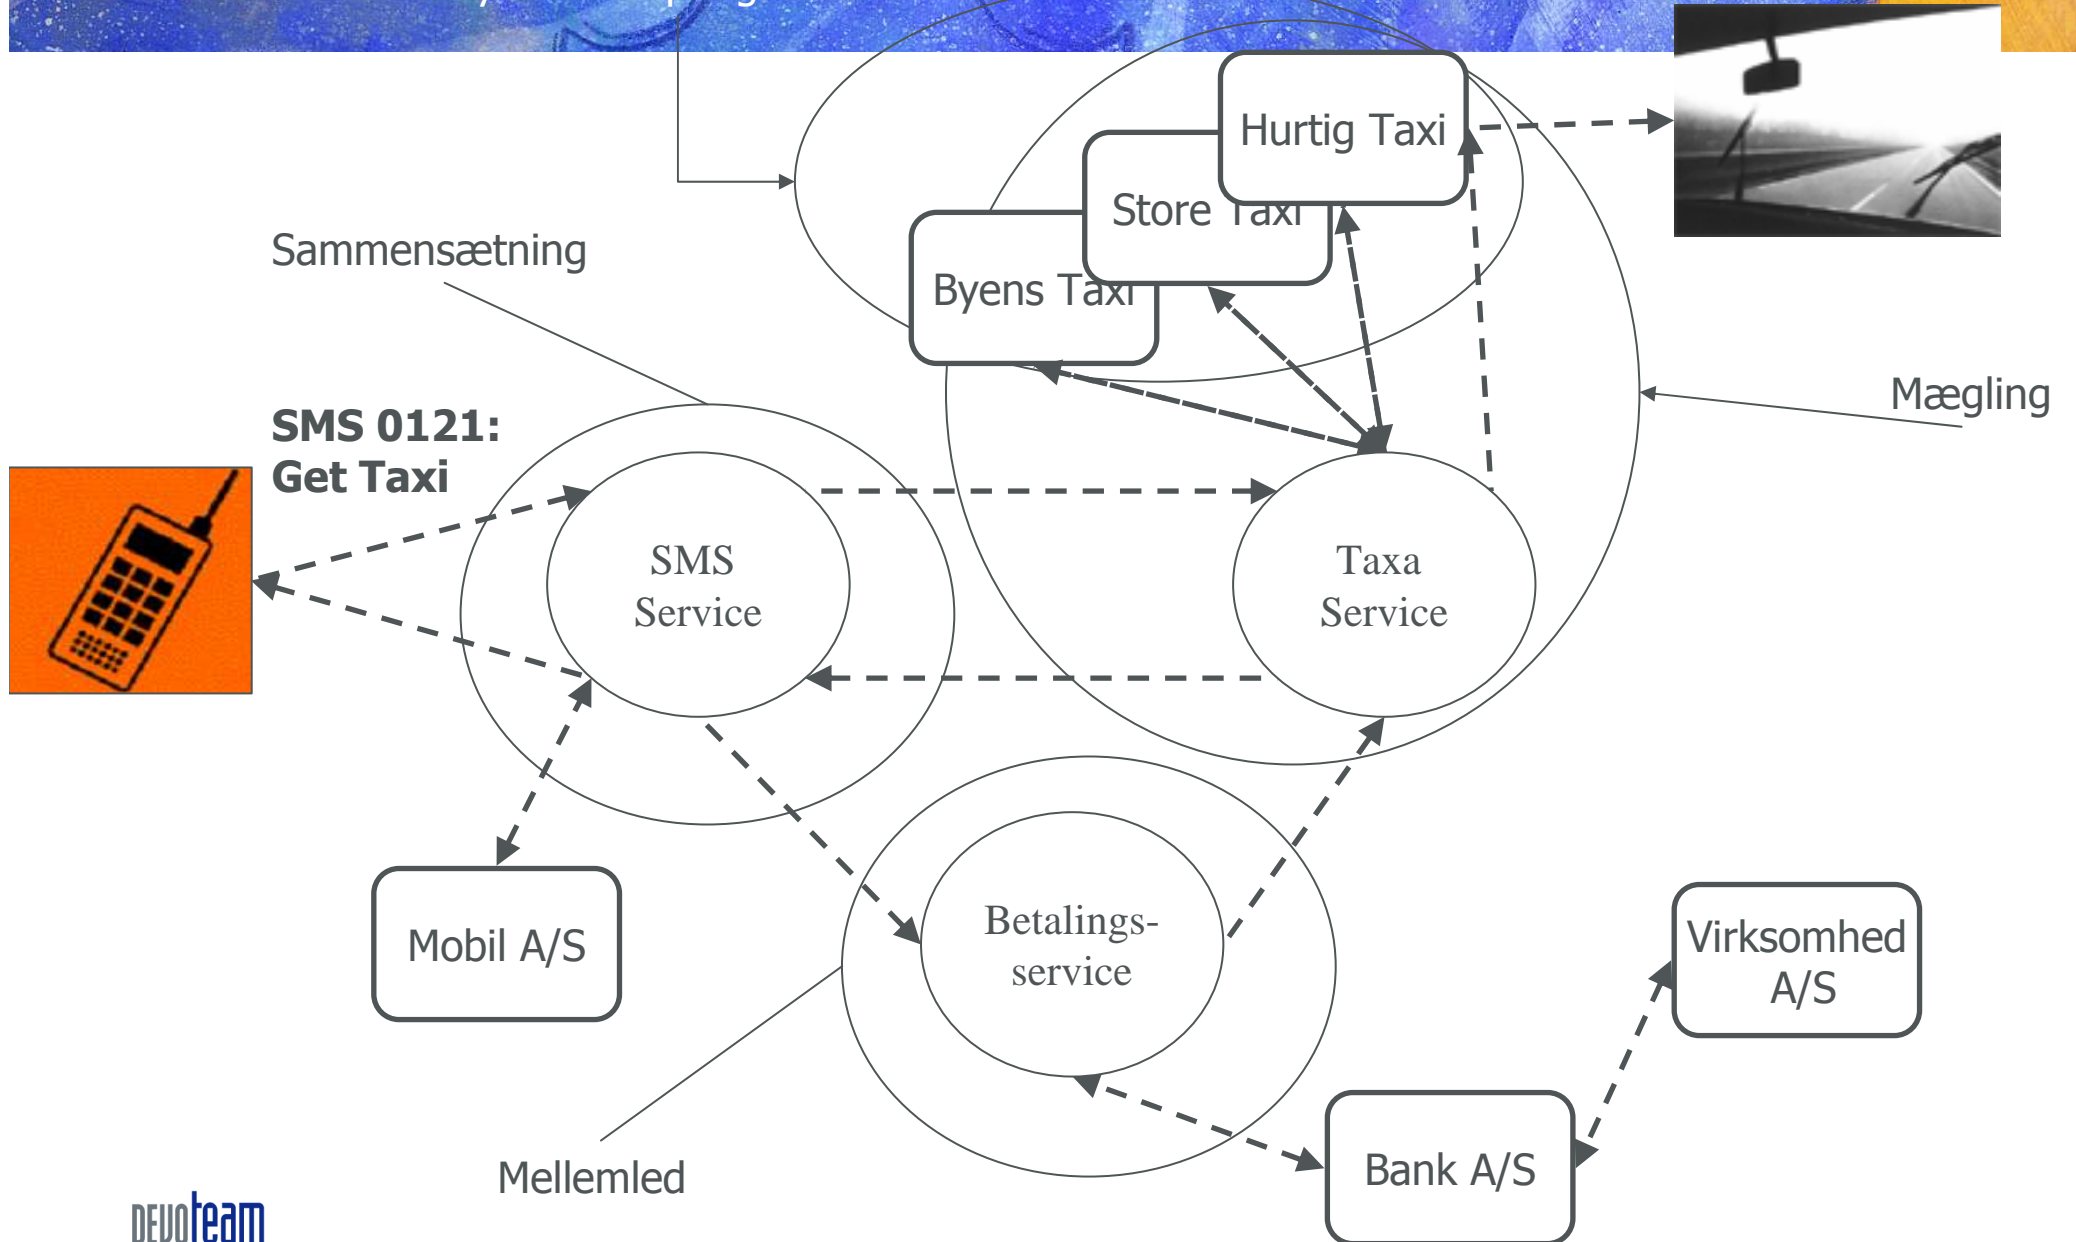 Hurtig Taxi
Store Taxi
Byens Taxi
Sammensætning
Mægling
SMS 0121:
Get Taxi
SMS
Service
Taxa
Service
Betalings-
service
Mobil A/S
Virksomhed
A/S
Bank A/S
Mellemled
DEVOteam